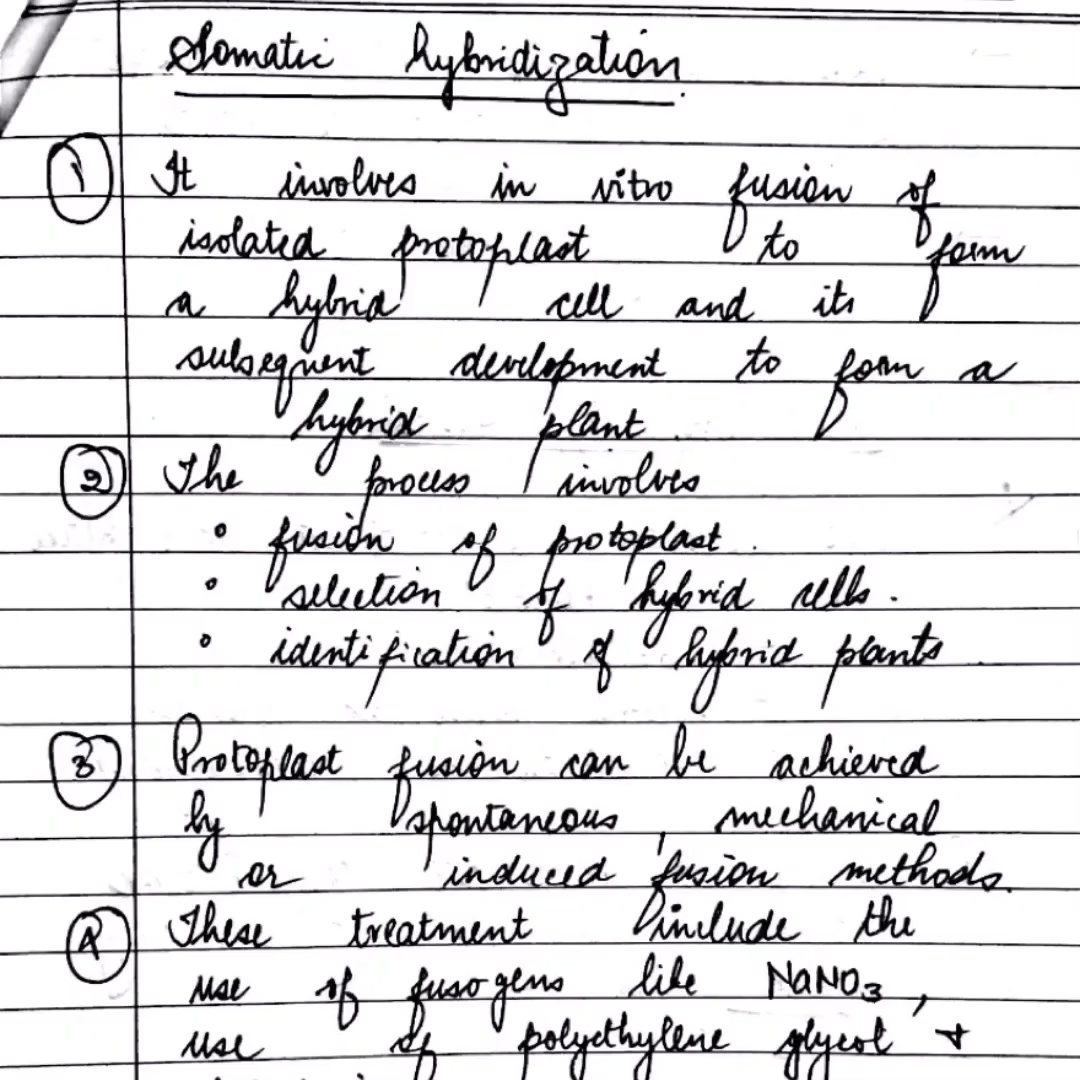 Somatic hybridization.
1 It involves in vitro fusion of
isolated protoplast to form
a hybrid cell and its
subsequent development to form a
hybrid plant.
2 The process involves
• fusion of protoplast.
• selection of hybrid cells.
• identification of hybrid plants.
3 Protoplast fusion can be achieved
by spontaneous, mechanical
or induced fusion methods.
4 These treatment include the
use of fusogens like NaNO3,
use of polyethylene glycol +